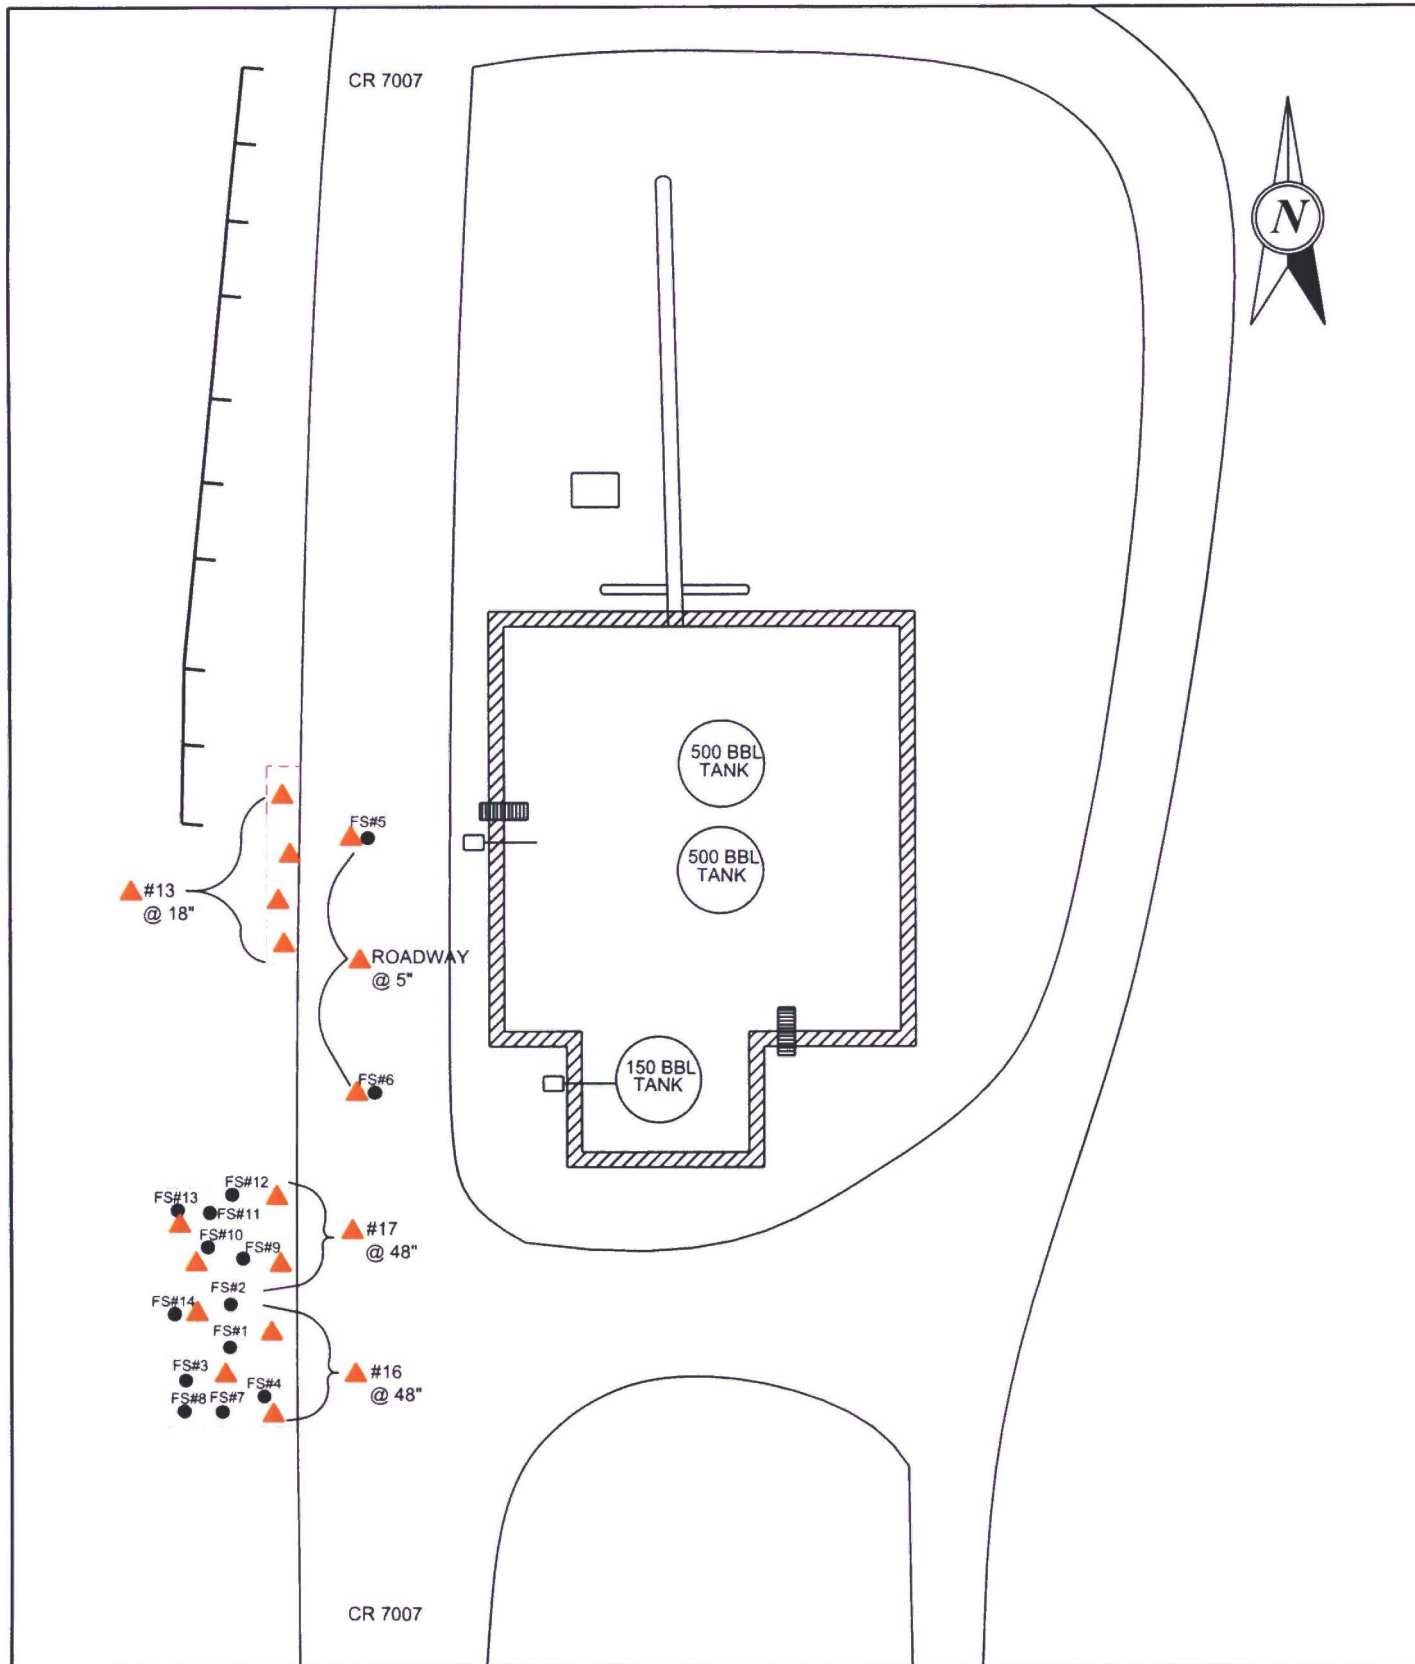 CR 7007
N
500 BBL
TANK
FS#5
500 BBL
TANK
#13
@ 18"
ROADWAY
@ 5"
150 BBL
TANK
FS#6
FS#12
FS#13
FS#11
#17
@ 48"
FS#10
FS#9
FS#2
FS#14
FS#1
FS#3
#16
@ 48"
FS#4
FS#8
FS#7
CR 7007